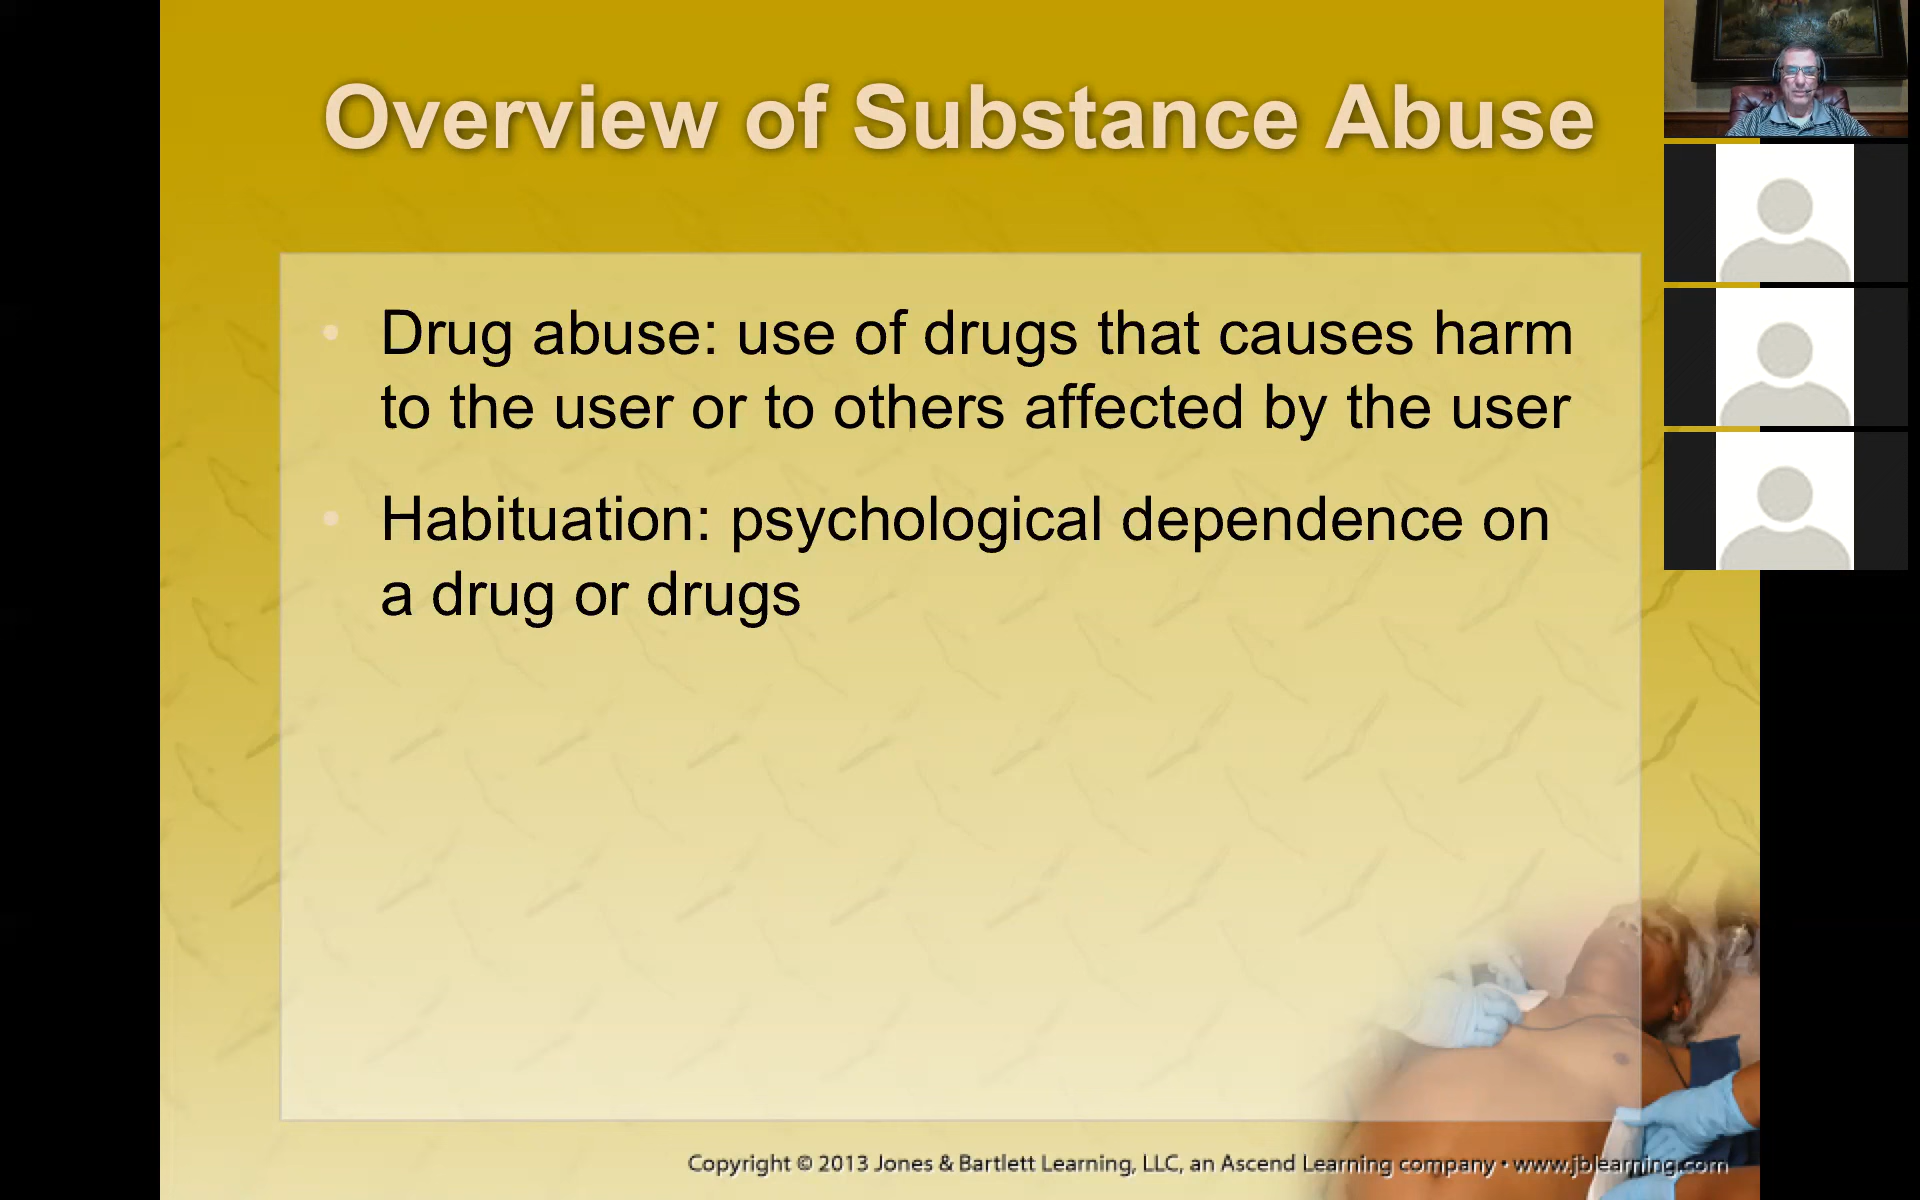 Overview of Substance Abuse
Drug abuse: use of drugs that causes harm
to the user or to others affected by the user
Habituation: psychological dependence on
a drug or drugs
Copyright © 2013 Jones & Bartlett Learning, LLC, an Ascend Learning company • www.jblearning.com